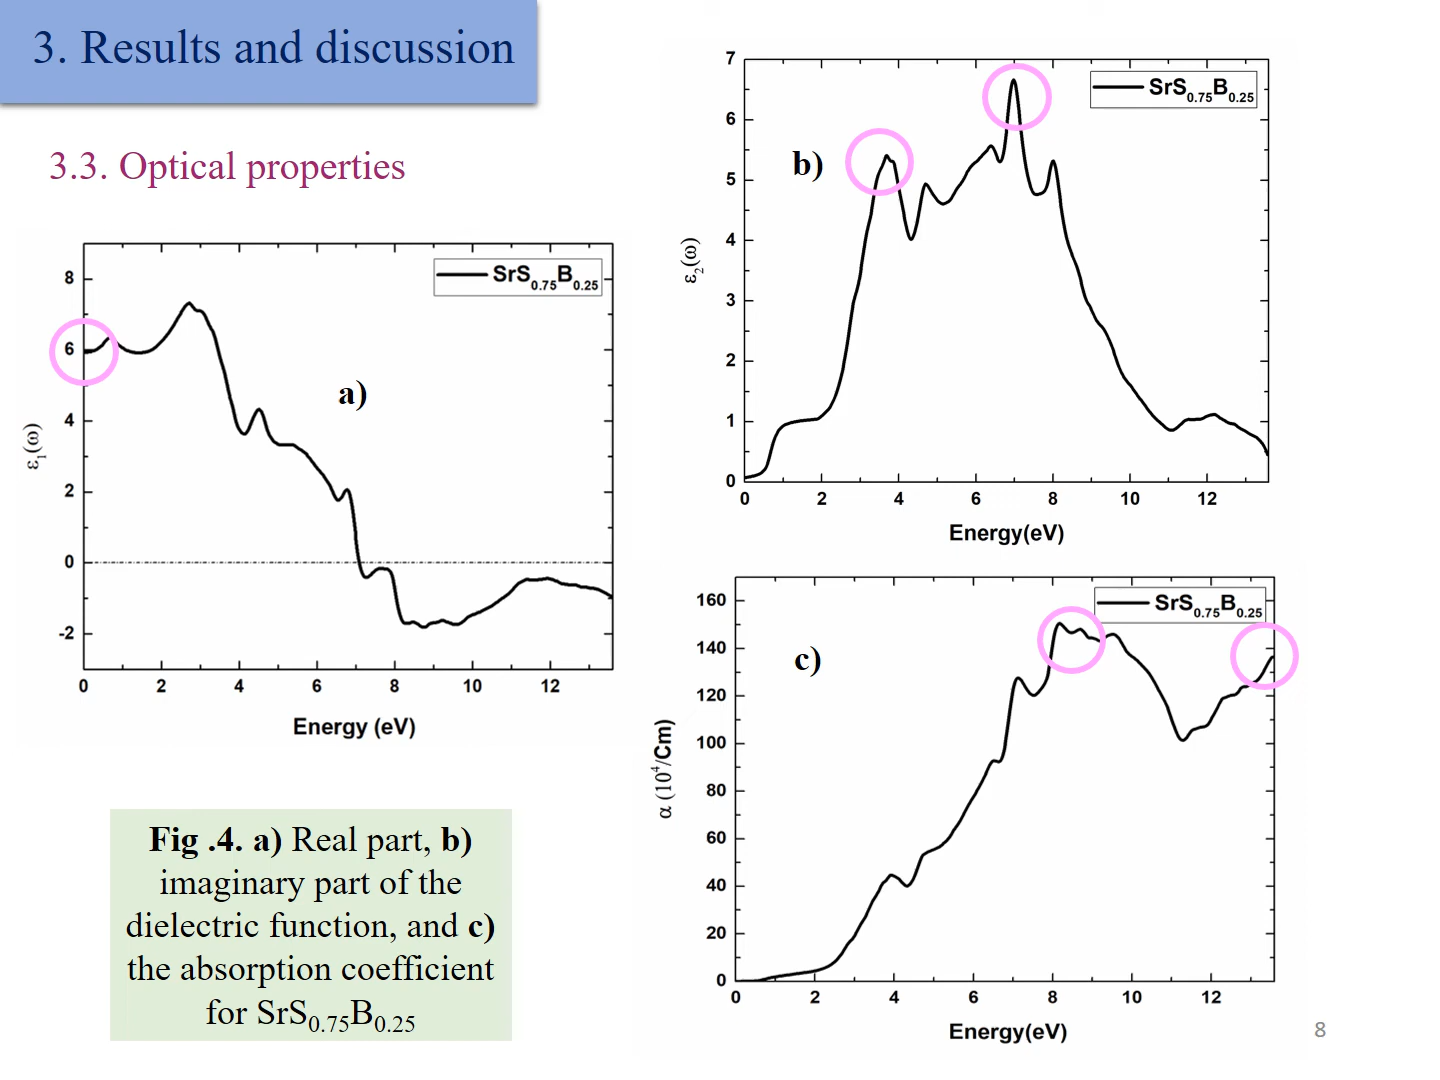 3. Results and discussion
3.3. Optical properties
SrS0.75B0.25
8
6
4
2
0
-2
a)
ε1(ω)
0 2 4 6 8 10 12
Energy (eV)
SrS0.75B0.25
7
6
5
4
3
2
1
0
b)
ε2(ω)
0 2 4 6 8 10 12
Energy(eV)
SrS0.75B0.25
160
140
120
100
80
60
40
20
0
c)
α (10^4/Cm)
0 2 4 6 8 10 12
Energy(eV)
Fig .4. a) Real part, b)
imaginary part of the
dielectric function, and c)
the absorption coefficient
for SrS0.75B0.25
8